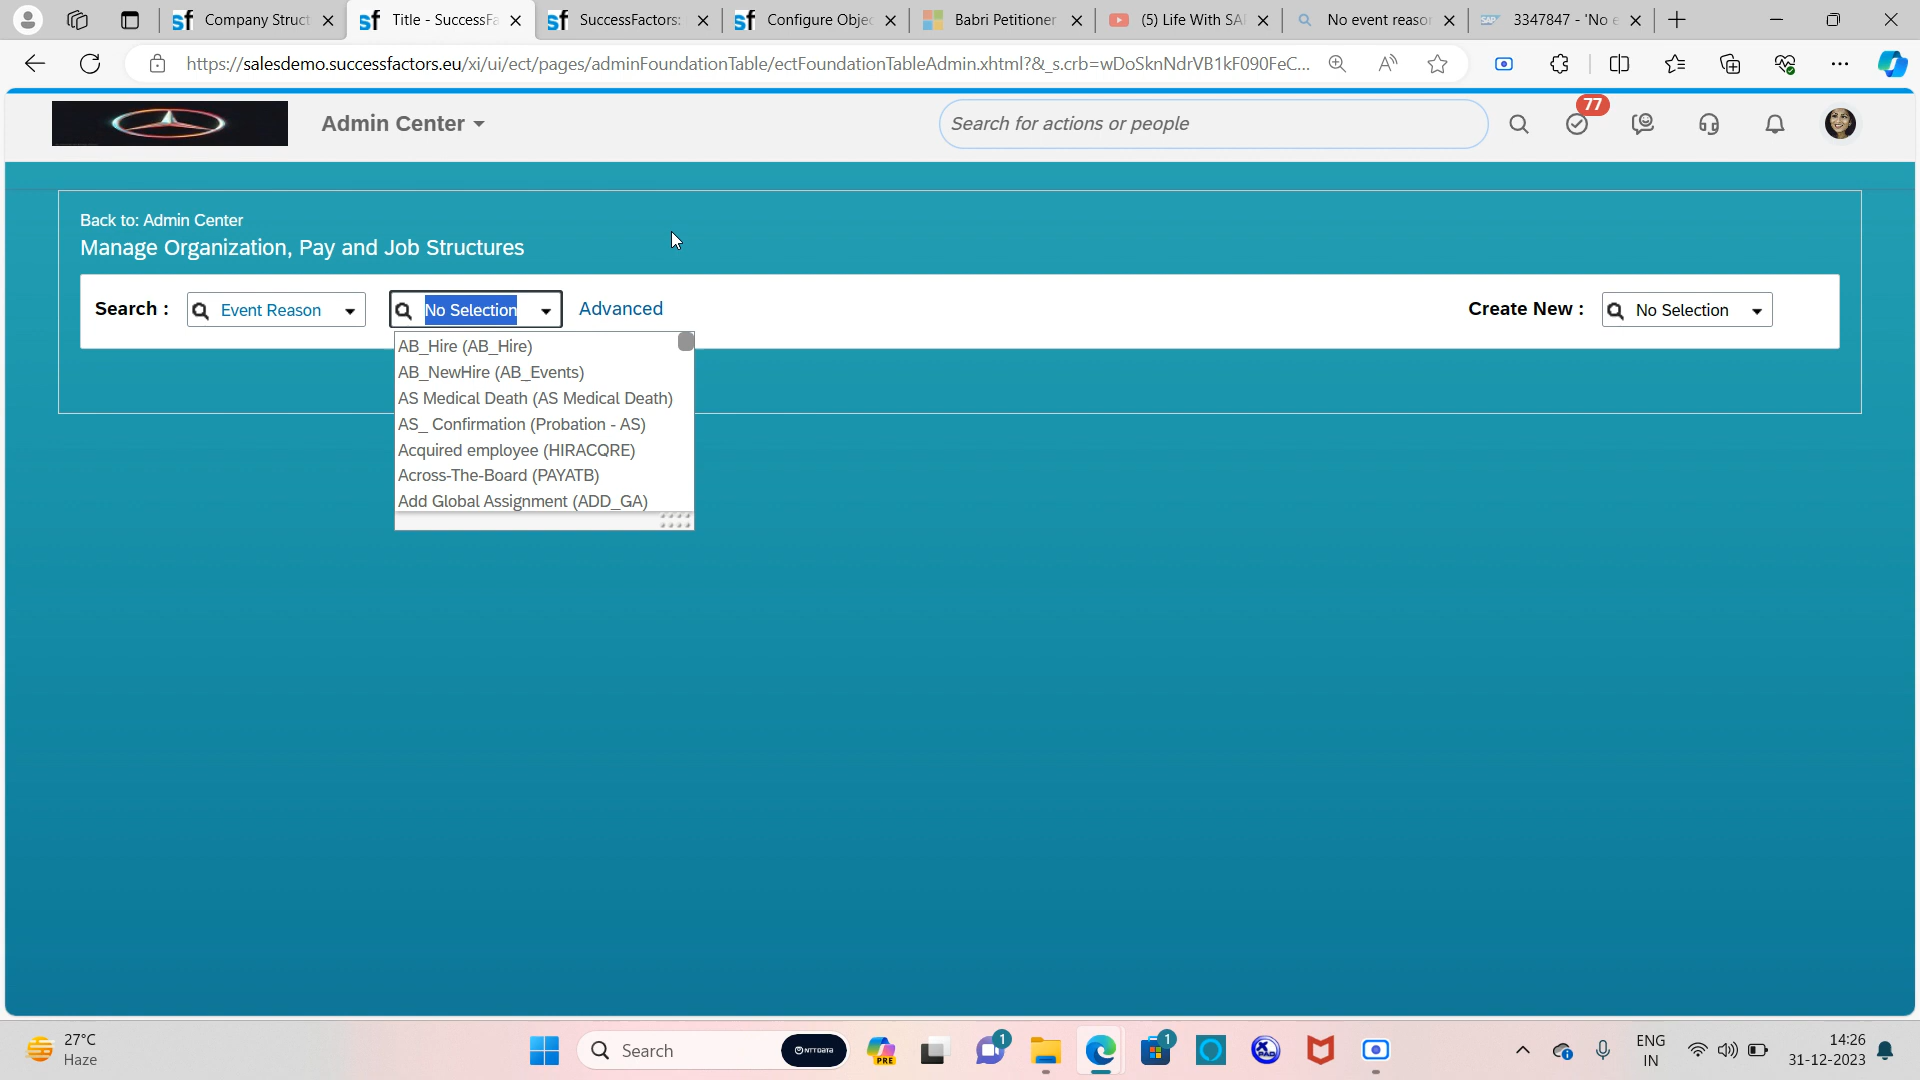 Company Struct
Title - SuccessFa
SuccessFactors:
Configure Objec
Babri Petitioner
(5) Life With SA
No event reaso
3347847 - 'No e
https://salesdemo.successfactors.eu/xi/ui/ect/pages/adminFoundationTable/ectFoundationTableAdmin.xhtml?&_s.crb=wDoSknNdrVB1kF090FeC...
Admin Center
Search for actions or people
77
Back to: Admin Center
Manage Organization, Pay and Job Structures
Search : Event Reason No Selection Advanced
Create New : No Selection
AB_Hire (AB_Hire)
AB_NewHire (AB_Events)
AS Medical Death (AS Medical Death)
AS_ Confirmation (Probation - AS)
Acquired employee (HIRACQRE)
Across-The-Board (PAYATB)
Add Global Assignment (ADD_GA)
27°C
Haze
Search
NTT DATA
PRE
1
1
ENG
IN
14:26
31-12-2023